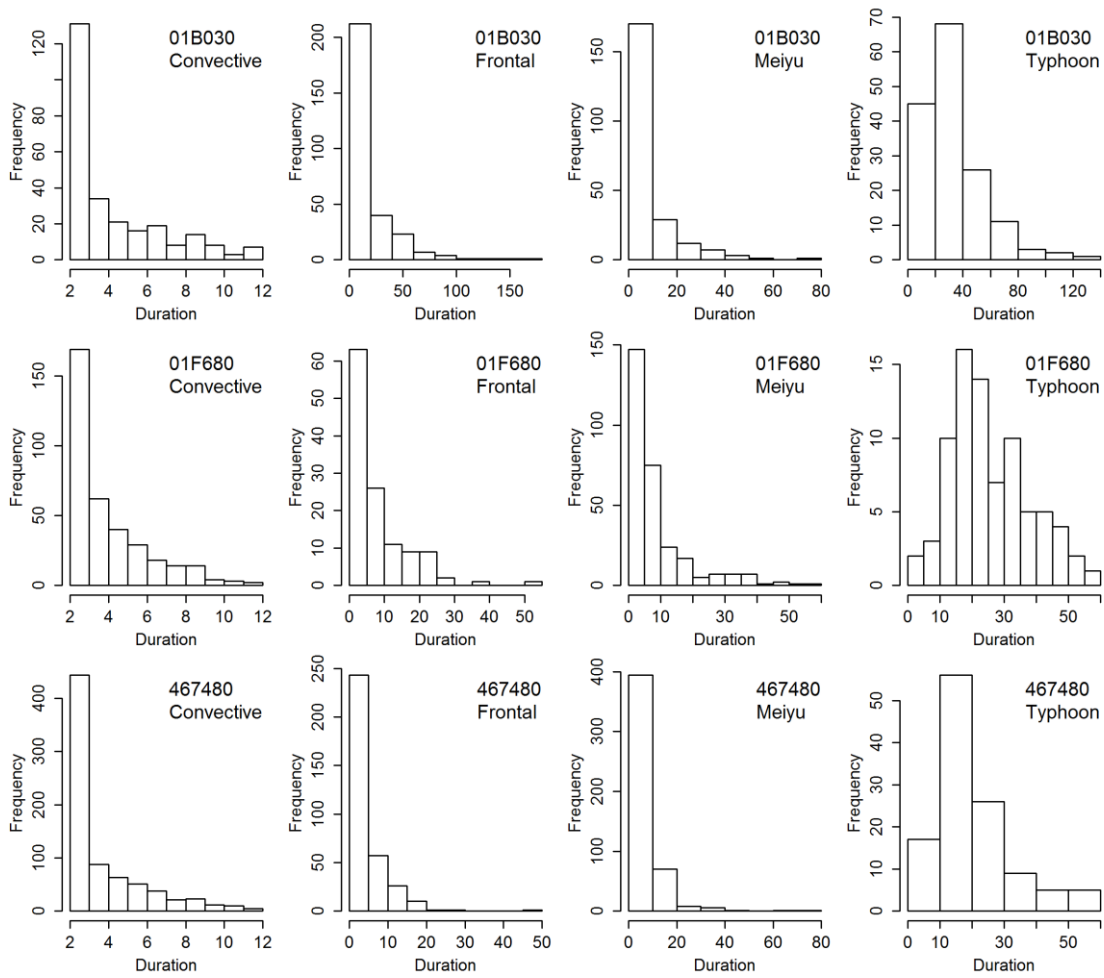 01B030
Convective
Frequency
0 20 40 60 80 120
2 4 6 8 10 12
Duration
01B030
Frontal
Frequency
0 50 100 150 200
0 50 100 150
Duration
01B030
Meiyu
Frequency
0 50 100 150
0 20 40 60 80
Duration
01B030
Typhoon
Frequency
0 10 20 30 40 50 60 70
0 40 80 120
Duration
01F680
Convective
Frequency
0 50 100 150
2 4 6 8 10 12
Duration
01F680
Frontal
Frequency
0 10 20 30 40 50 60
0 10 20 30 40 50
Duration
01F680
Meiyu
Frequency
0 50 100 150
0 10 30 50
Duration
01F680
Typhoon
Frequency
0 5 10 15
0 10 30 50
Duration
467480
Convective
Frequency
0 100 200 300 400
2 4 6 8 10 12
Duration
467480
Frontal
Frequency
0 50 100 150 200 250
0 10 20 30 40 50
Duration
467480
Meiyu
Frequency
0 100 200 300 400
0 20 40 60 80
Duration
467480
Typhoon
Frequency
0 10 20 30 40 50
0 10 30 50
Duration